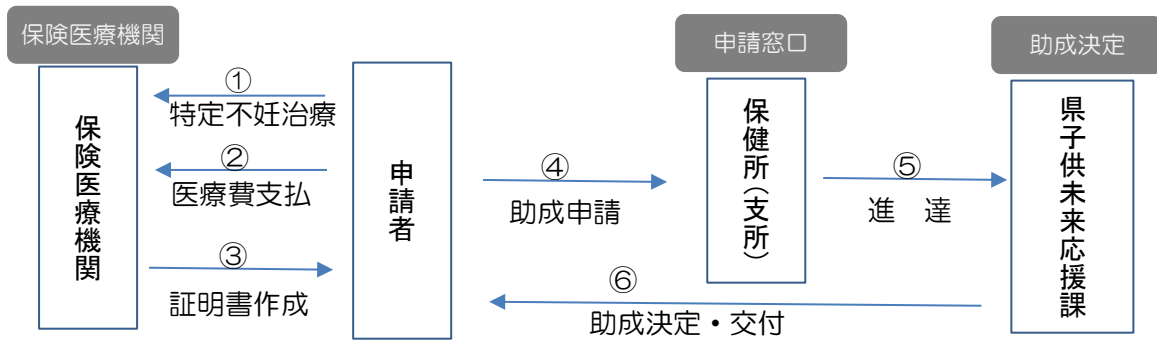 保険医療機関
申請窓口
助成決定
保険医療機関
①
特定不妊治療
②
医療費支払
③
証明書作成
申請者
④
助成申請
保健所(支所)
⑤
進　達
⑥
助成決定・交付
県子供未来応援課